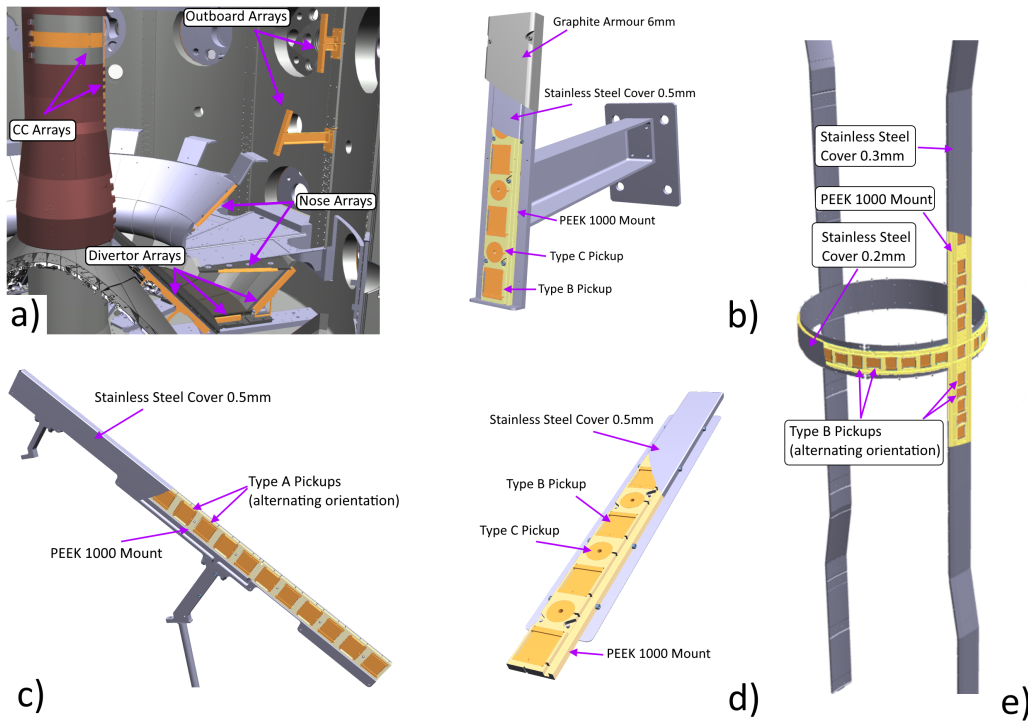 Outboard Arrays
CC Arrays
Nose Arrays
Divertor Arrays
a)
Graphite Armour 6mm
Stainless Steel Cover 0.5mm
PEEK 1000 Mount
Type C Pickup
Type B Pickup
b)
Stainless Steel Cover 0.5mm
Type A Pickups
(alternating orientation)
PEEK 1000 Mount
c)
Stainless Steel Cover 0.5mm
Type B Pickup
Type C Pickup
PEEK 1000 Mount
d)
Stainless Steel
Cover 0.3mm
PEEK 1000 Mount
Stainless Steel
Cover 0.2mm
Type B Pickups
(alternating orientation)
e)